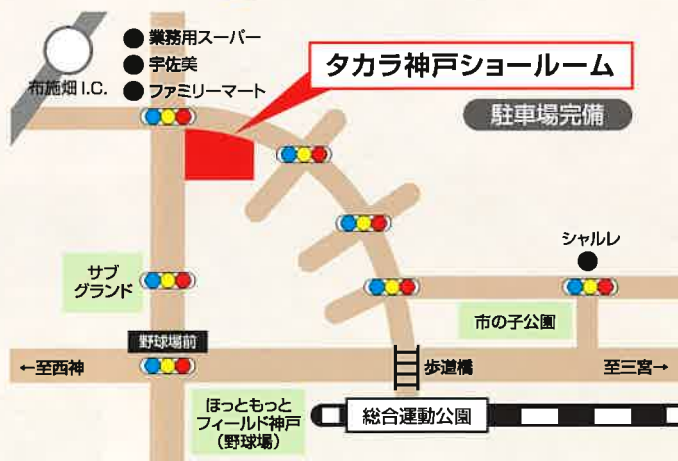 業務用スーパー
宇佐美
ファミリーマート
布施畑I.C.
タカラ神戸ショールーム
駐車場完備
シャルレ
サブ
グランド
市の子公園
野球場前
←至西神
歩道橋
至三宮→
ほっともっと
フィールド神戸
（野球場）
総合運動公園